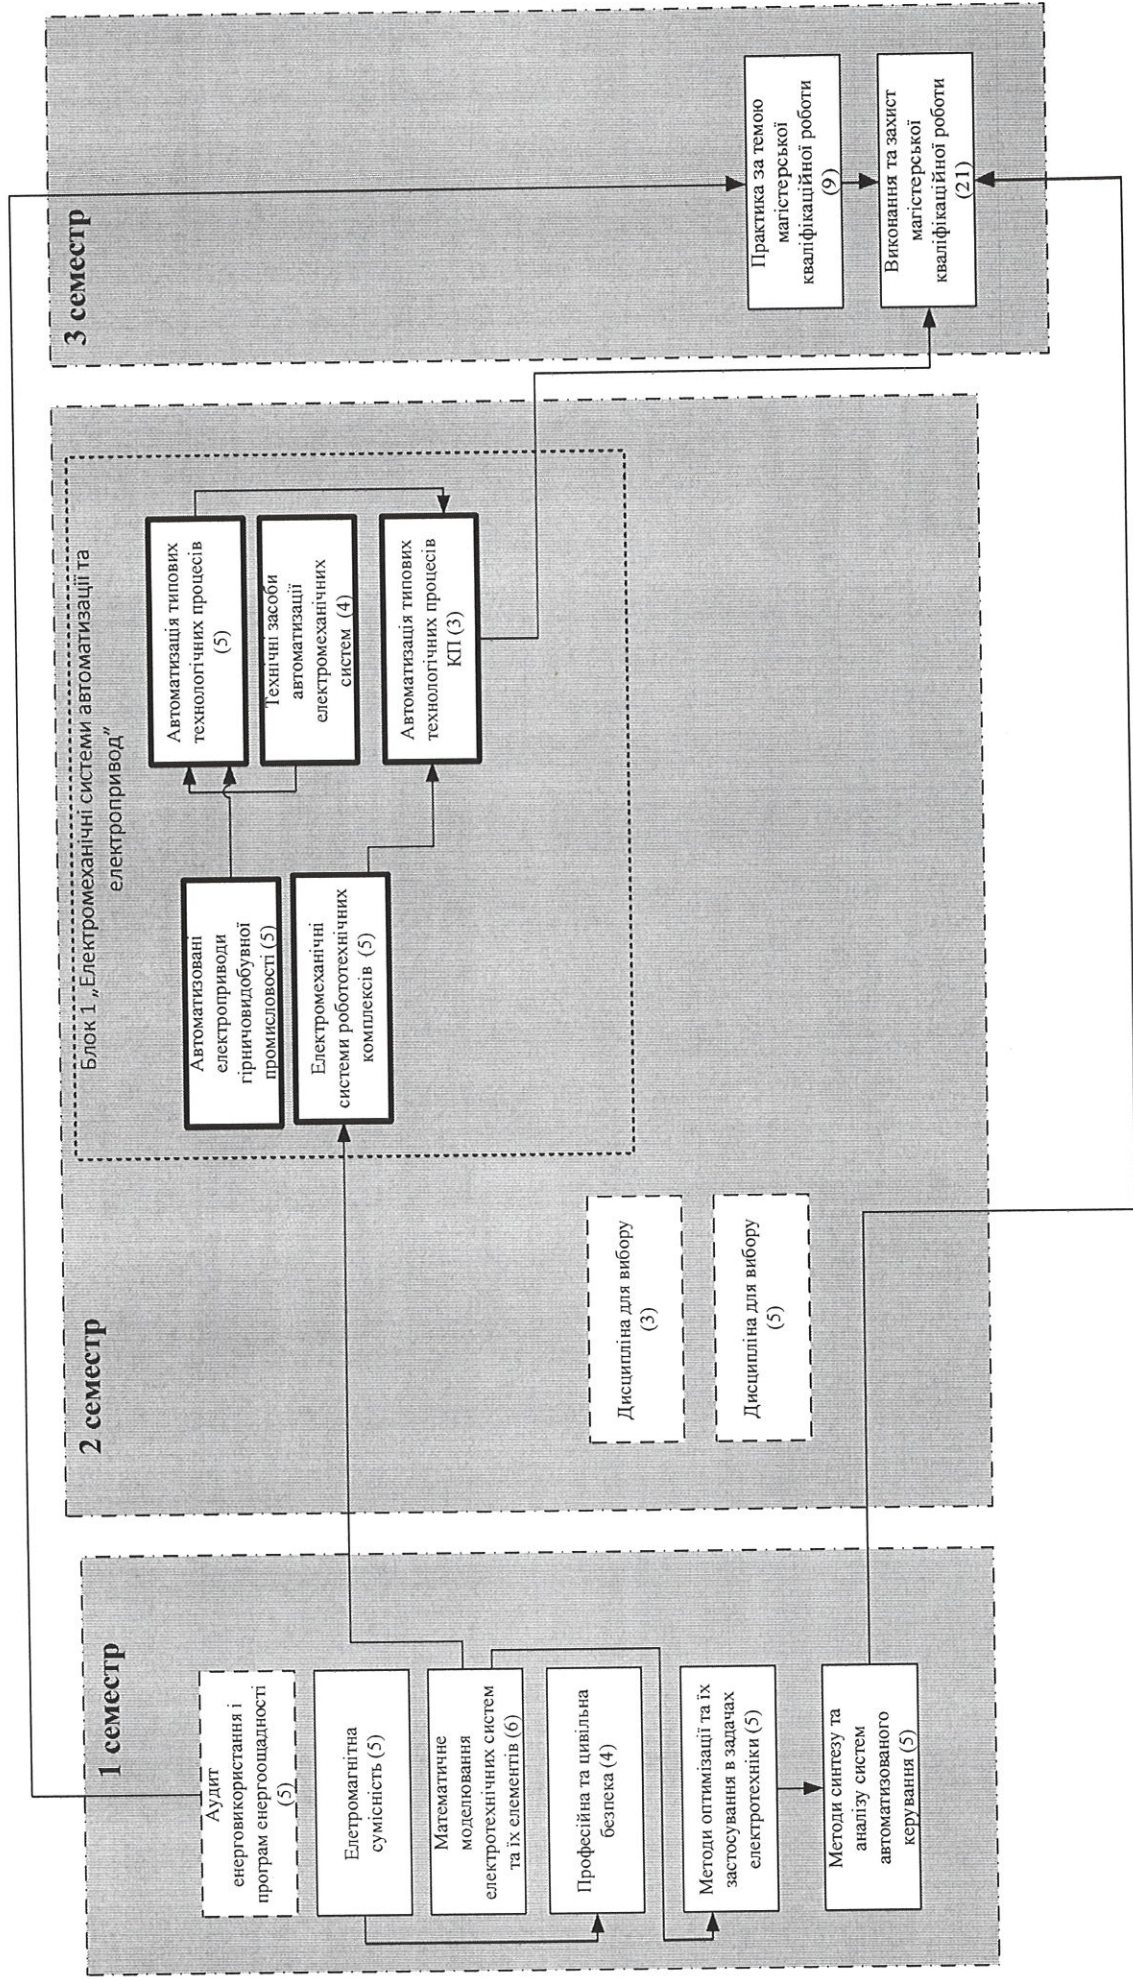 1 семестр
Аудит
енерговикористання і
програм енергоощадності
(5)
Елетромагнітна
сумісність (5)
Математичне
моделювання
електротехнічних систем
та їх елементів (6)
Професійна та цивільна
безпека (4)
Методи оптимізації та їх
застосування в задачах
електротехніки (5)
Методи синтезу та
аналізу систем
автоматизованого
керування (5)
2 семестр
Блок 1 „Електромеханічні системи автоматизації та
електропривод”
Автоматизовані
електроприводи
гірничовидобувної
промисловості (5)
Електромеханічні
системи робототехнічних
комплексів (5)
Автоматизація типових
технологічних процесів
(5)
Технічні засоби
автоматизації
електромеханічних
систем (4)
Автоматизація типових
технологічних процесів
КП (3)
Дисципліна для вибору
(3)
Дисципліна для вибору
(5)
3 семестр
Практика за темою
магістерської
кваліфікаційної роботи
(9)
Виконання та захист
магістерської
кваліфікаційної роботи
(21)